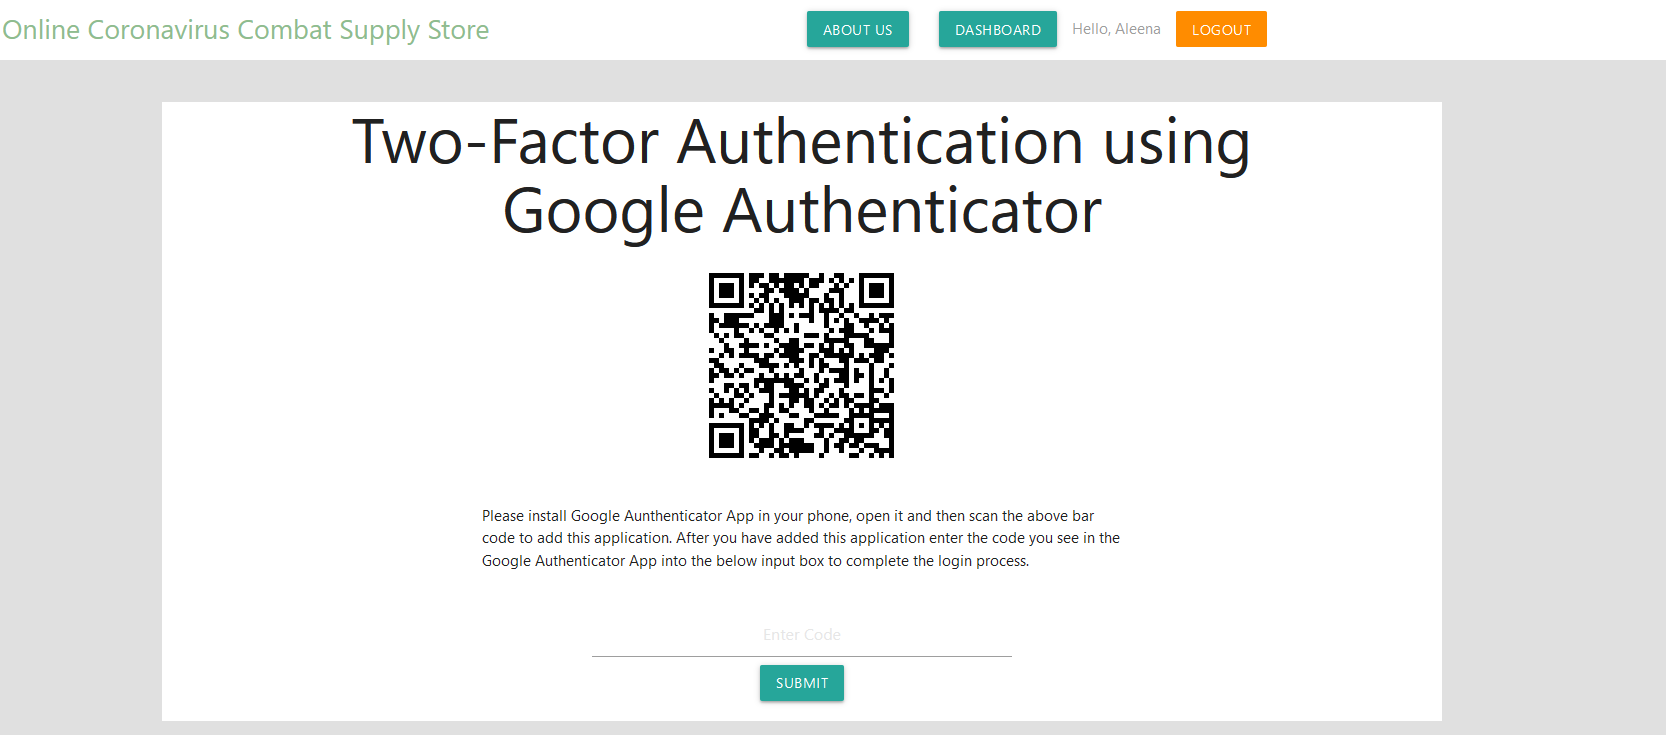 Online Coronavirus Combat Supply Store
ABOUT US
DASHBOARD
Hello, Aleena
LOGOUT
Two-Factor Authentication using
Google Authenticator
Please install Google Aunthenticator App in your phone, open it and then scan the above bar
code to add this application. After you have added this application enter the code you see in the
Google Authenticator App into the below input box to complete the login process.
Enter Code
SUBMIT